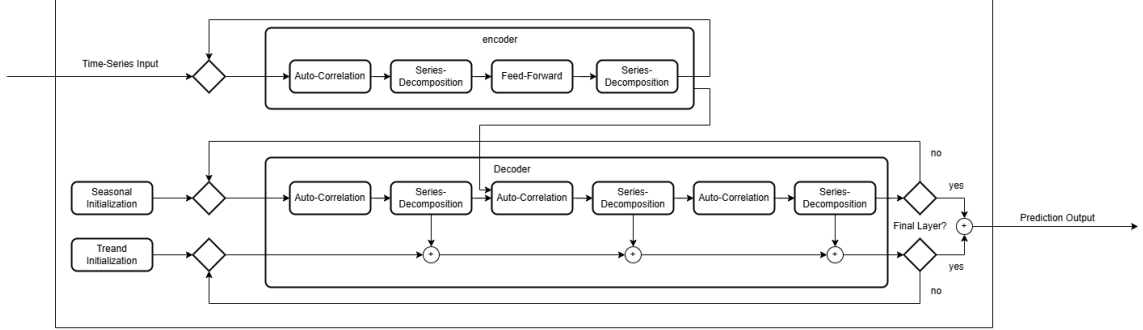 encoder
Time-Series Input
Auto-Correlation
Series-
Decomposition
Feed-Forward
Series-
Decomposition
no
Decoder
Seasonal
Initialization
Auto-Correlation
Series-
Decomposition
Auto-Correlation
Series-
Decomposition
Auto-Correlation
Series-
Decomposition
yes
Final Layer?
+
Prediction Output
Treand
Initialization
+
+
+
yes
no